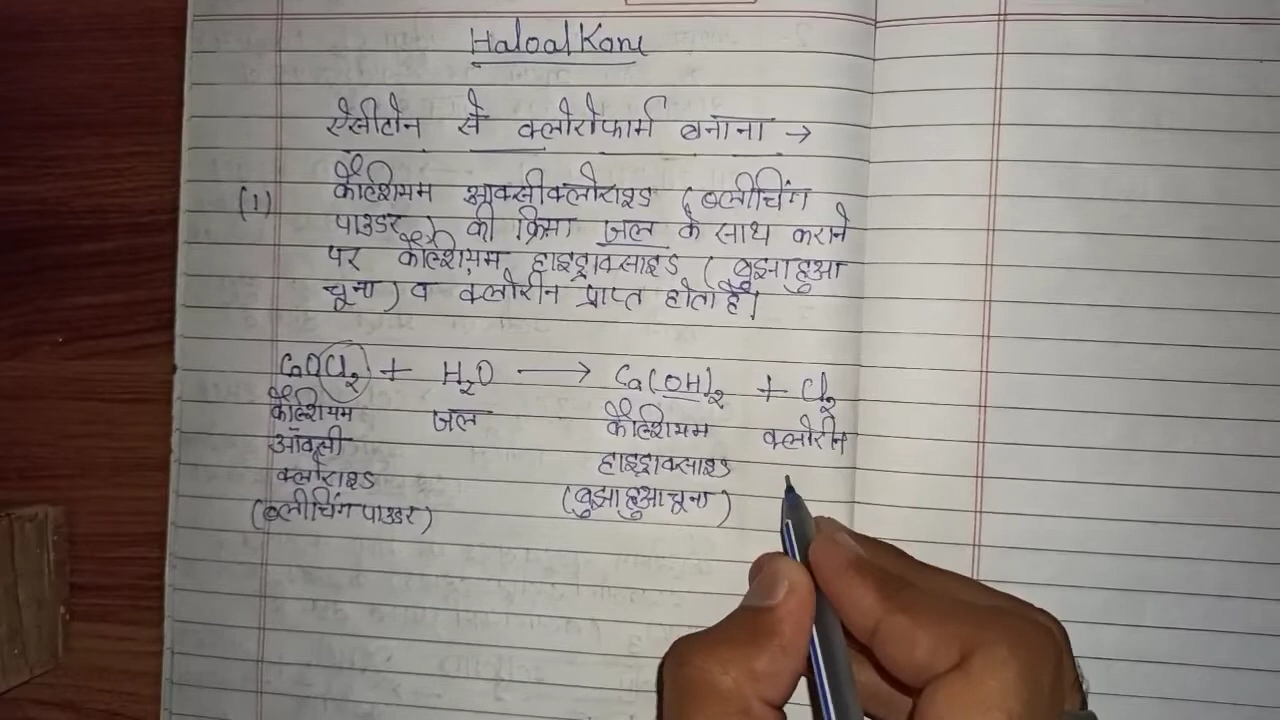 Haloalkane
ऐसीटोन से क्लोरोफार्म बनाना →
(1) कैल्शियम आक्सीक्लोराइड (ब्लीचिंग
पाउडर) की क्रिया जल के साथ कराने
पर कैल्शियम हाइड्राक्साइड (बुझा हुआ
चूना) व क्लोरीन प्राप्त होता है।
CaOCl₂ + H₂O ⟶ Ca(OH)₂ + Cl₂
कैल्शियम जल कैल्शियम क्लोरीन
ऑक्सी हाइड्राक्साइड
क्लोराइड (बुझा हुआ चूना)
(ब्लीचिंग पाउडर)